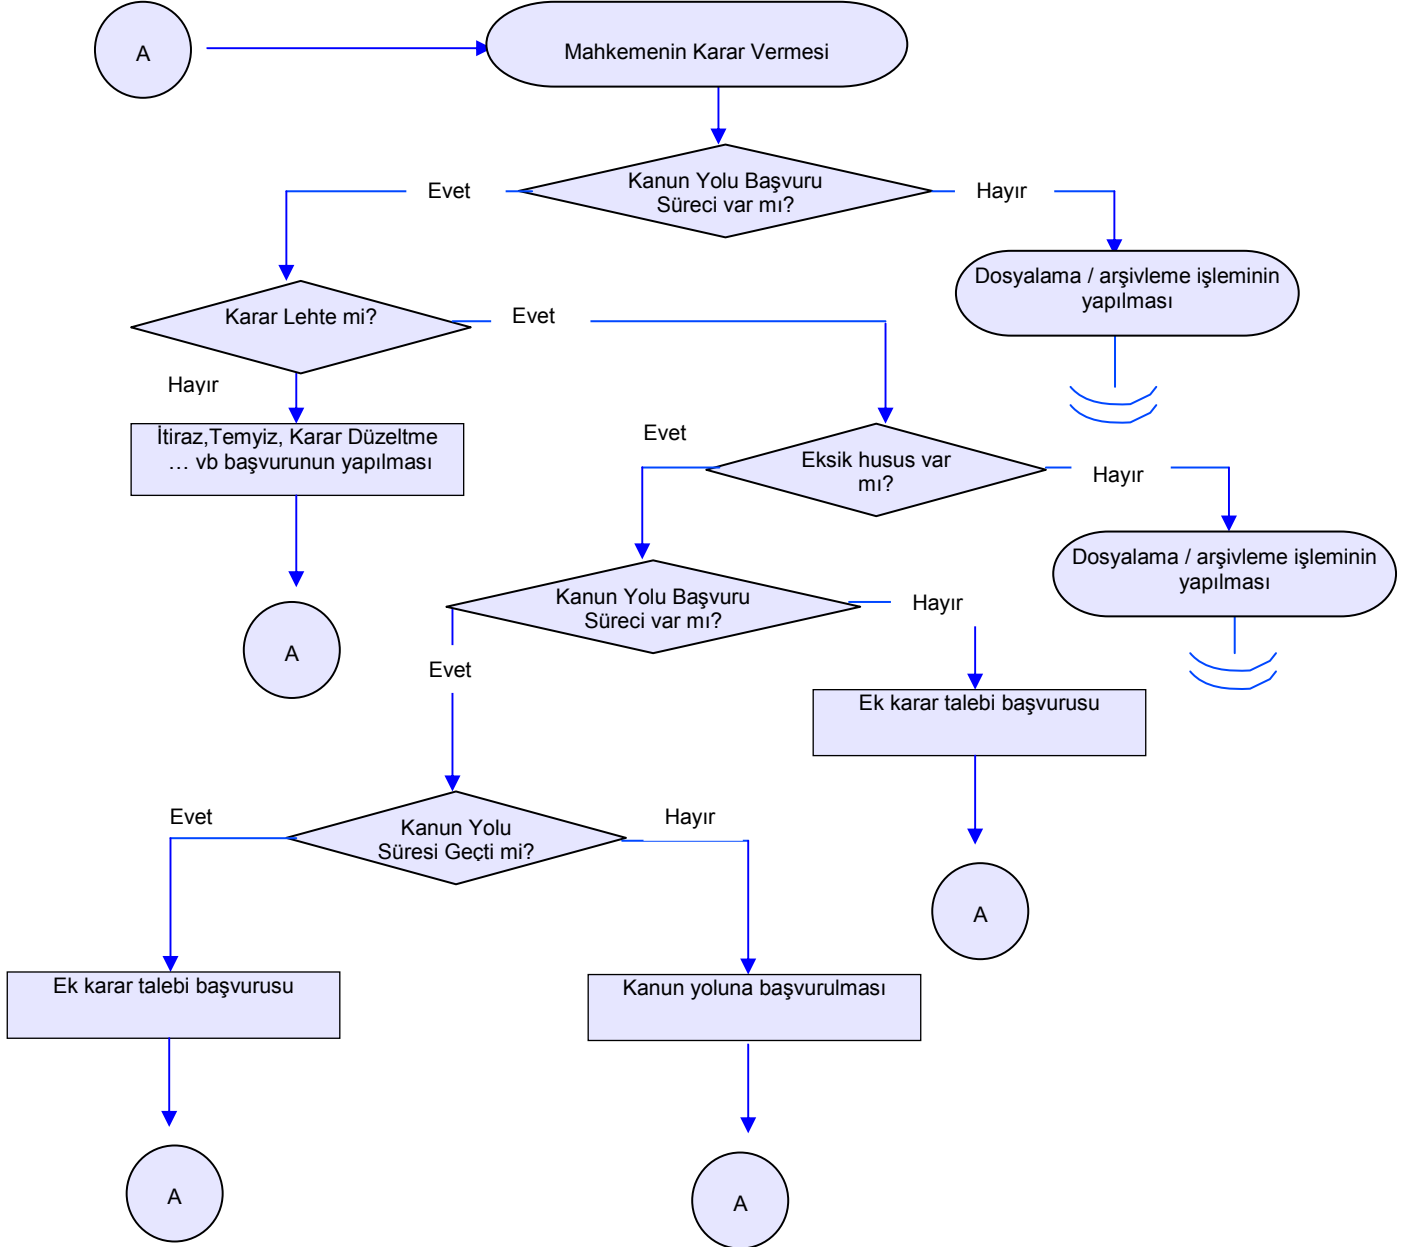 A
Mahkemenin Karar Vermesi
Kanun Yolu Başvuru
Süreci var mı?
Evet
Hayır
Dosyalama / arşivleme işleminin
yapılması
Karar Lehte mi?
Evet
Hayır
İtiraz,Temyiz, Karar Düzeltme
… vb başvurunun yapılması
Evet
Eksik husus var
mı?
Hayır
Dosyalama / arşivleme işleminin
yapılması
Kanun Yolu Başvuru
Süreci var mı?
Hayır
A
Evet
Ek karar talebi başvurusu
Evet
Kanun Yolu
Süresi Geçti mi?
Hayır
A
Ek karar talebi başvurusu
Kanun yoluna başvurulması
A
A